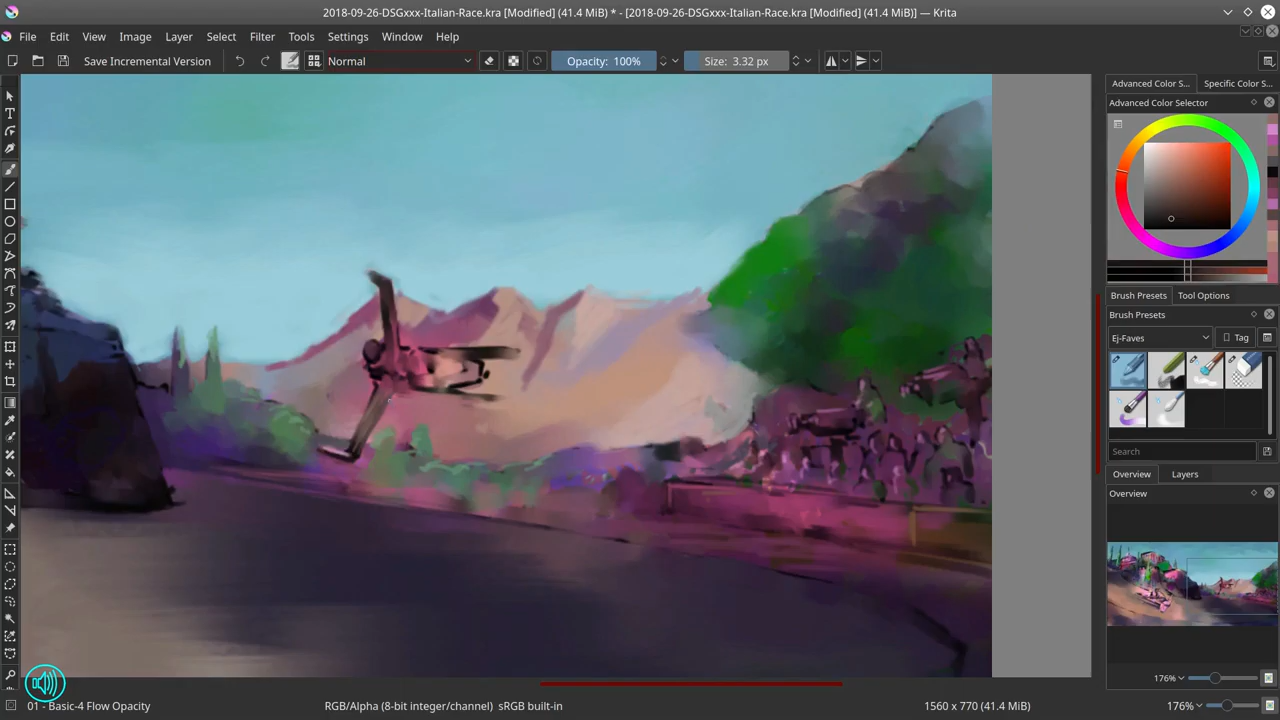 2018-09-26-DSGxxx-Italian-Race.kra [Modified] (41.4 MiB) * - [2018-09-26-DSGxxx-Italian-Race.kra [Modified] (41.4 MiB)] — Krita
File Edit View Image Layer Select Filter Tools Settings Window Help
Save Incremental Version Normal Opacity: 100% Size: 3.32 px
Advanced Color S... Specific Color S...
Advanced Color Selector
Brush Presets Tool Options
Brush Presets
Ej-Faves Tag
Search
Overview Layers
Overview
176%
01 - Basic-4 Flow Opacity RGB/Alpha (8-bit integer/channel) sRGB built-in 1560 x 770 (41.4 MiB) 176%